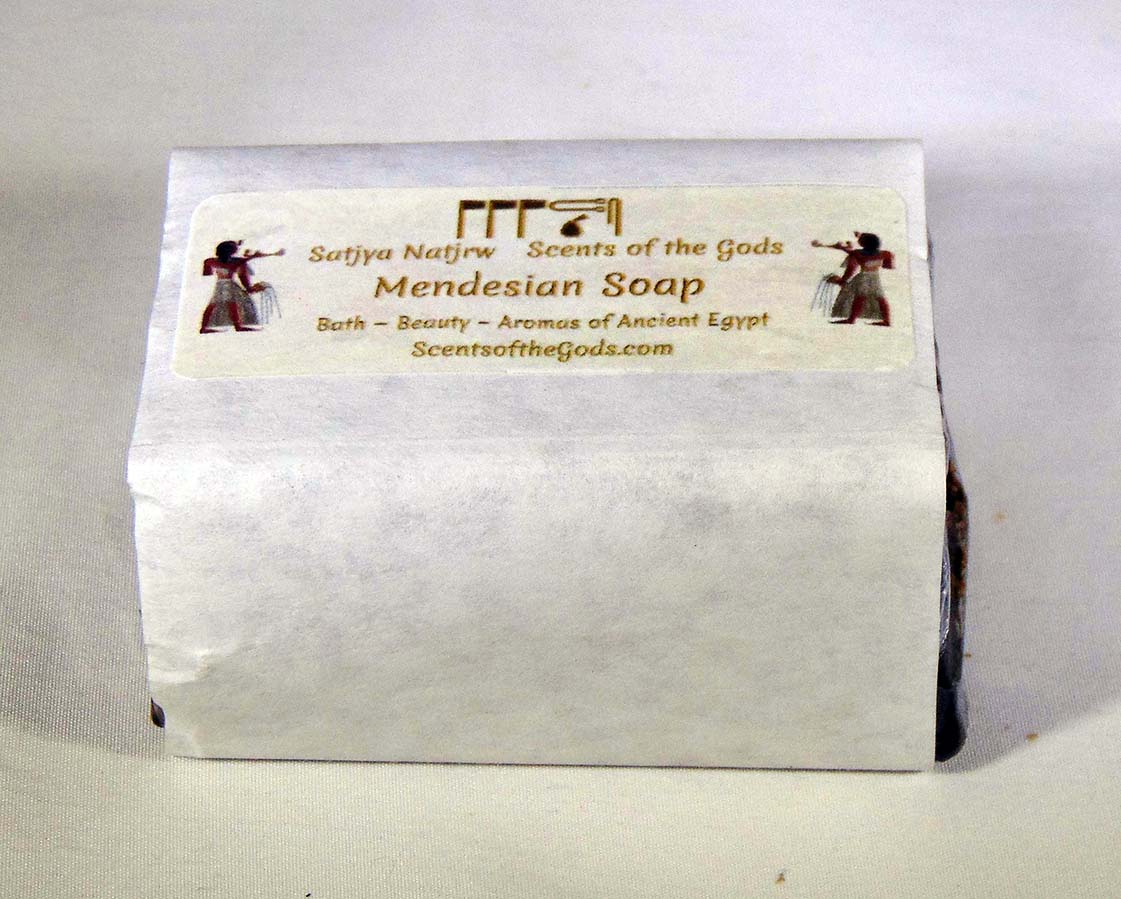 Satjya Natjrw Scents of the Gods
Mendesian Soap
Bath – Beauty – Aromas of Ancient Egypt
ScentsoftheGods.com